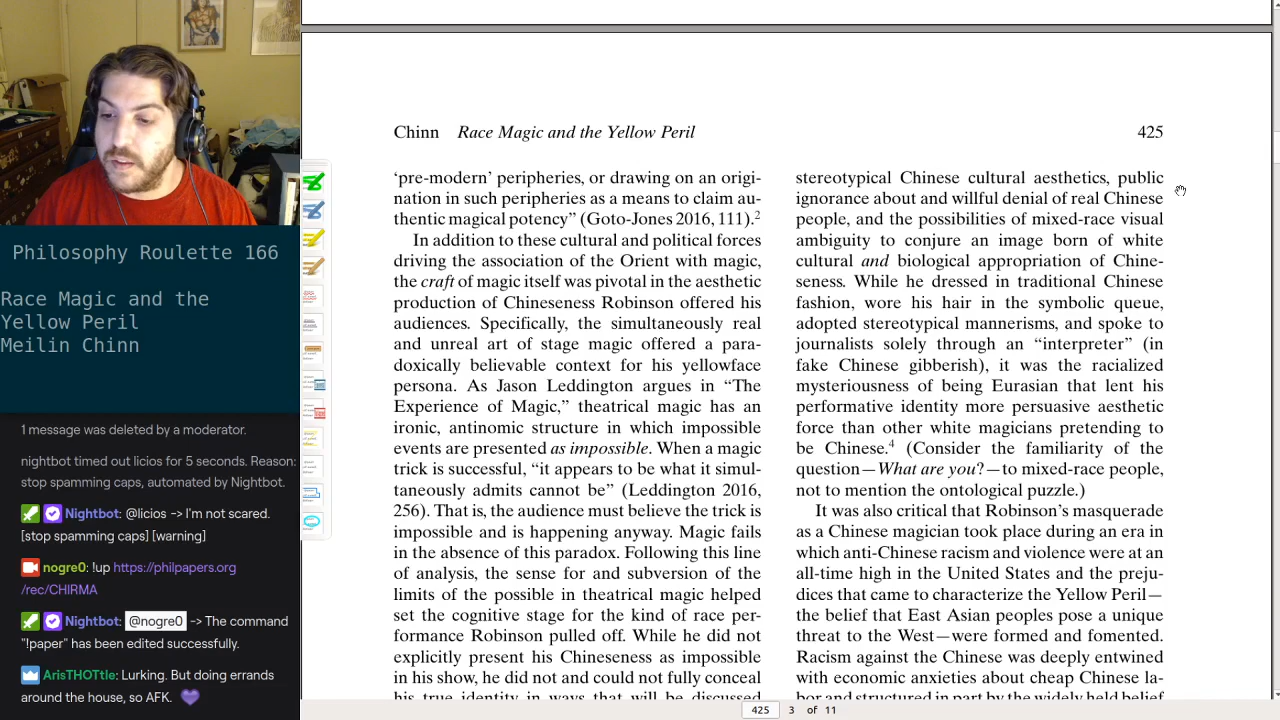 Philosophy Roulette 166
Race Magic and the
Yellow Peril
Meilin Chinn
1 message was deleted by a moderator.
Nightbot timed out licios for 5 seconds. Reason:
stop spamming caps, automated by Nightbot.
Nightbot: @licios -> I'm not scared.
[stop spamming caps] [warning]
nogre0: !up https://philpapers.org
/rec/CHIRMA
Nightbot: @nogre0 -> The command
"!paper" has been edited successfully.
ArisTHOTtle: Lurking. But doing errands
around the house, so AFK.
Chinn Race Magic and the Yellow Peril 425
'pre-modern' peripheries, or drawing on an origi-
nation in such peripheries as a means to claim au-
thentic magical potency" (Goto-Jones 2016, 111).2
In addition to these cultural and political forces
driving the association of the Orient with magic,
the craft of magic itself was pivotal in the aesthetic
production of Chineseness Robinson offered his
audiences. Specifically, the simultaneously real
and unreal art of stage magic offered a para-
doxically believable context for his yellowface
persona. As Jason Leddington argues in "The
Experience of Magic," theatrical magic has an
ironic, antinomic structure in which impossible
events are presented as impossible.3 When a magic
trick is successful, "it appears to be what it simul-
taneously admits cannot be" (Leddington 2016,
256). That is, the audience must believe the trick is
impossible and is happening anyway. Magic fails
in the absence of this paradox. Following this line
of analysis, the sense for and subversion of the
limits of the possible in theatrical magic helped
set the cognitive stage for the kind of race per-
formance Robinson pulled off. While he did not
explicitly present his Chineseness as impossible
in his show, he did not and could not fully conceal
his true identity in ways that will be discussed
stereotypical Chinese cultural aesthetics, public
ignorance about and willful denial of real Chinese
people, and the possibilities of mixed-race visual
ambiguity to conjure an image born of white
cultural and biological appropriation of Chine-
seness. While he dressed in traditional Chinese
fashion, wore his hair in the symbolic queue,
adopted stereotypical mannerisms, and spoke to
journalists solely through an "interpreter" (in
fake Chinese gibberish), it was the racialized
mysteriousness of being Eurasian that lent his
performative identity more persuasive aesthetic
force than other white magicians pretending to
be Chinese.4 (Consider the familiarity of the
question—What are you?—to mixed-race people,
not to mention the ontological puzzle.)
It was also critical that Robinson's masquerade
as a Chinese magician took place during an era in
which anti-Chinese racism and violence were at an
all-time high in the United States and the preju-
dices that came to characterize the Yellow Peril—
the belief that East Asian peoples pose a unique
threat to the West—were formed and fomented.
Racism against the Chinese was deeply entwined
with economic anxieties about cheap Chinese la-
bor and structured in part by the widely held belief
425 3 of 11